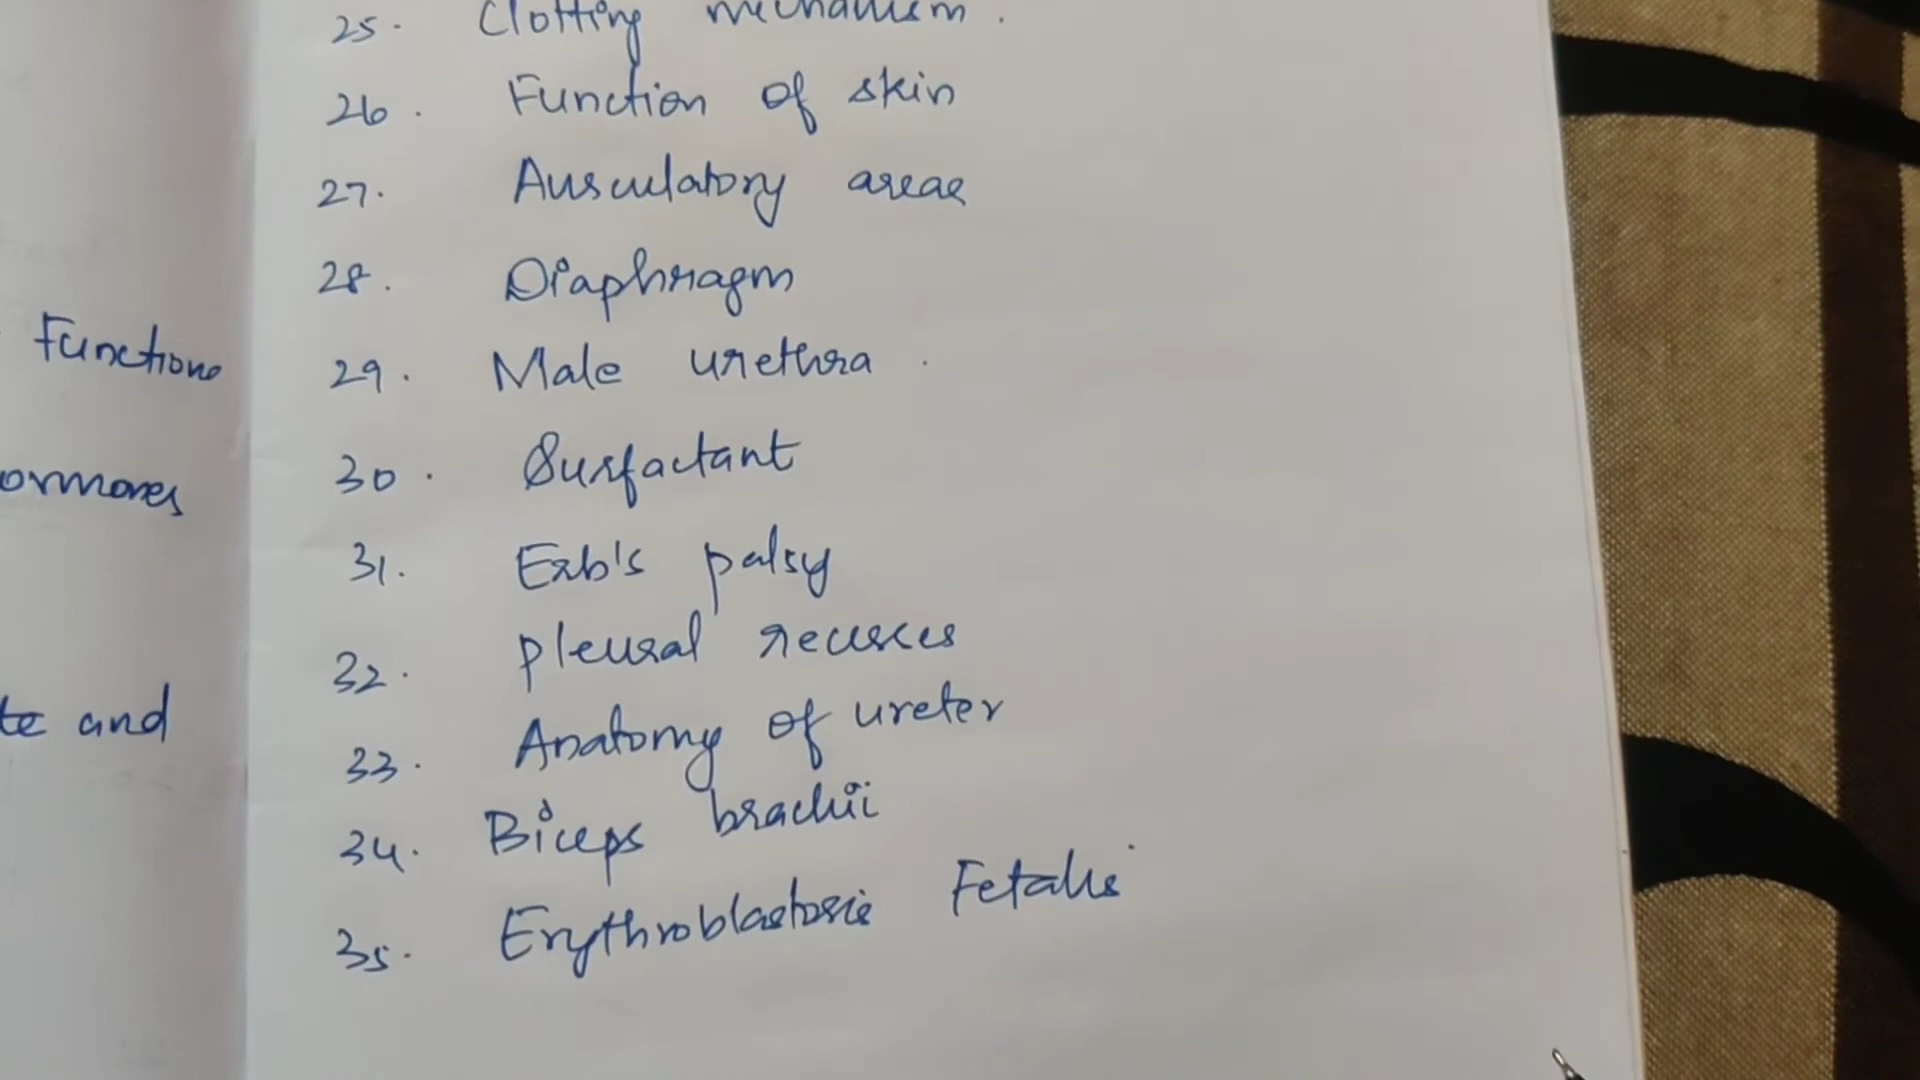 25. Clotting mechanism.
26. Function of skin
27. Ausculatory areas
28. Diaphragm
29. Male urethra.
30. Surfactant
31. Erb's palsy
32. Pleural recesses
33. Anatomy of ureter
34. Biceps brachii
35. Erythroblastosis Fetalis
Functions
ormones
te and